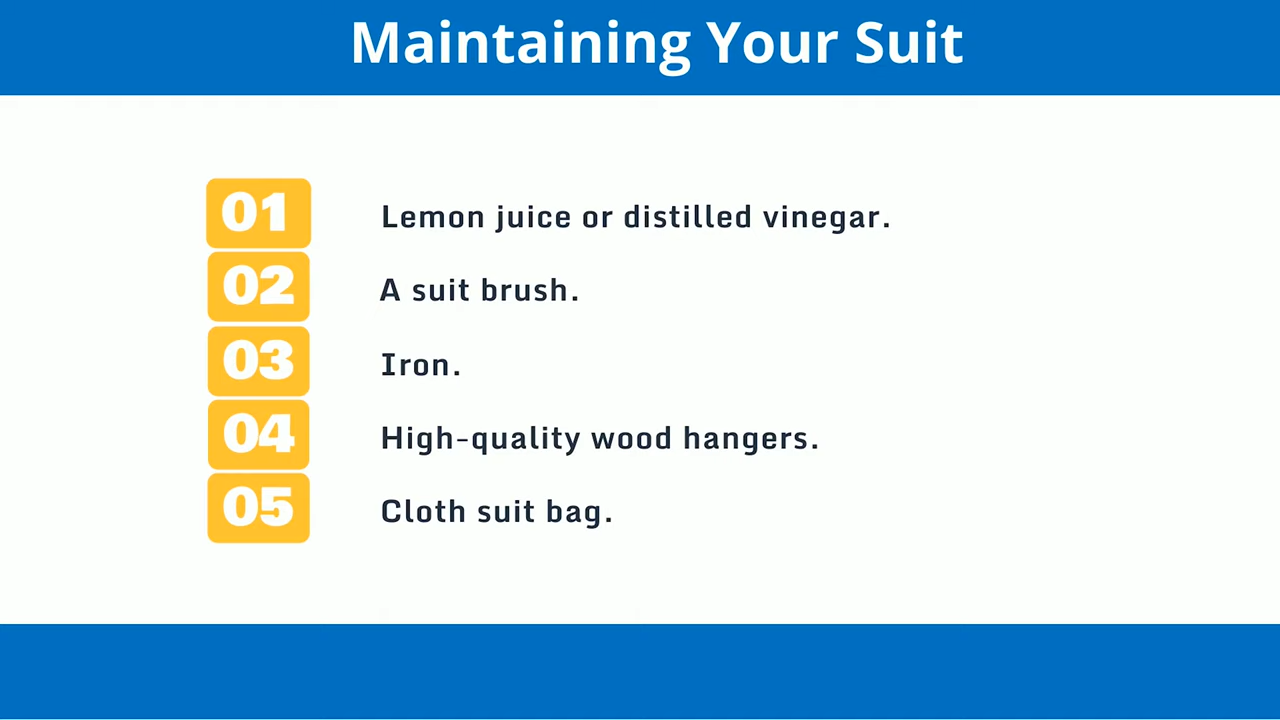 Maintaining Your Suit
01 Lemon juice or distilled vinegar.
02 A suit brush.
03 Iron.
04 High-quality wood hangers.
05 Cloth suit bag.